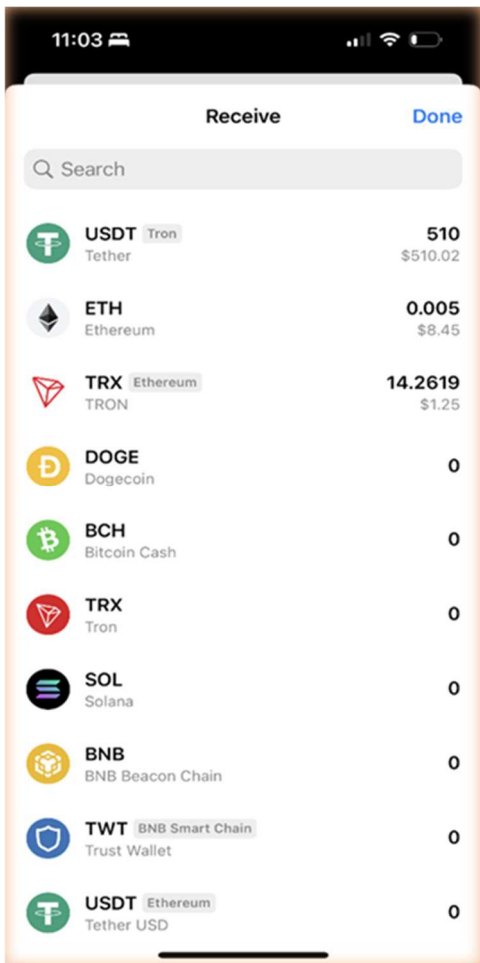 11:03
Receive
Done
Search
USDT Tron
510
Tether
$510.02
ETH
0.005
Ethereum
$8.45
TRX Ethereum
14.2619
TRON
$1.25
DOGE
0
Dogecoin
BCH
0
Bitcoin Cash
TRX
0
Tron
SOL
0
Solana
BNB
0
BNB Beacon Chain
TWT BNB Smart Chain
0
Trust Wallet
USDT Ethereum
0
Tether USD